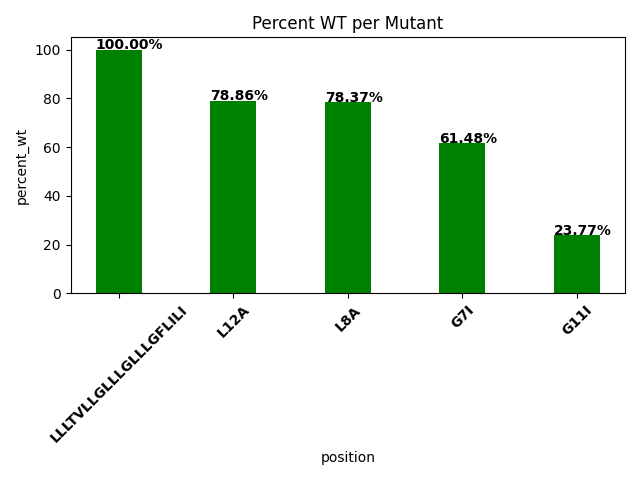 Percent WT per Mutant
percent_wt
100
80
60
40
20
0
100.00%
78.86%
78.37%
61.48%
23.77%
LLLTVLLGLLLGLLLGFLILI
L12A
L8A
G7I
G11I
position